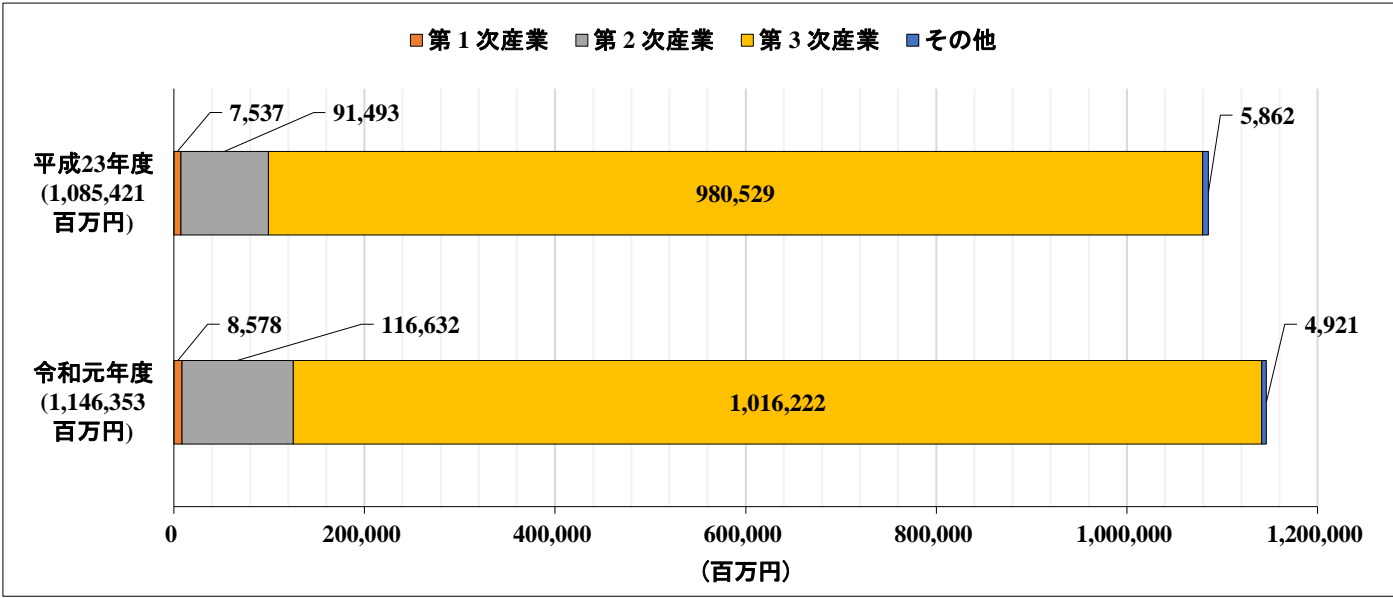 第１次産業 第２次産業 第３次産業 その他
7,537 91,493 5,862
平成23年度
(1,085,421
百万円)
980,529
8,578 116,632 4,921
令和元年度
(1,146,353
百万円)
1,016,222
0 200,000 400,000 600,000 800,000 1,000,000 1,200,000
（百万円）